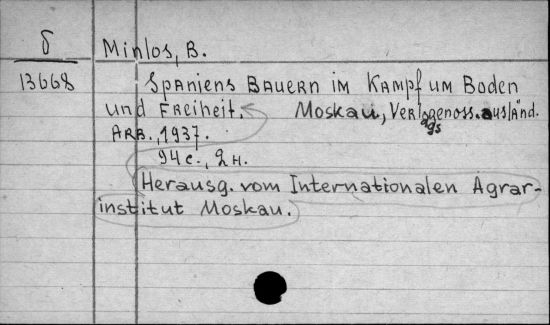 б
13668
Minlos, B.
Spaniens Bauern im Kampf um Boden
und Freiheit. Moskau, Verlagsgenoss. ausländ.
Arb., 1937.
94 c., 2 н.
Herausg. vom Internationalen Agrar-
institut Moskau.